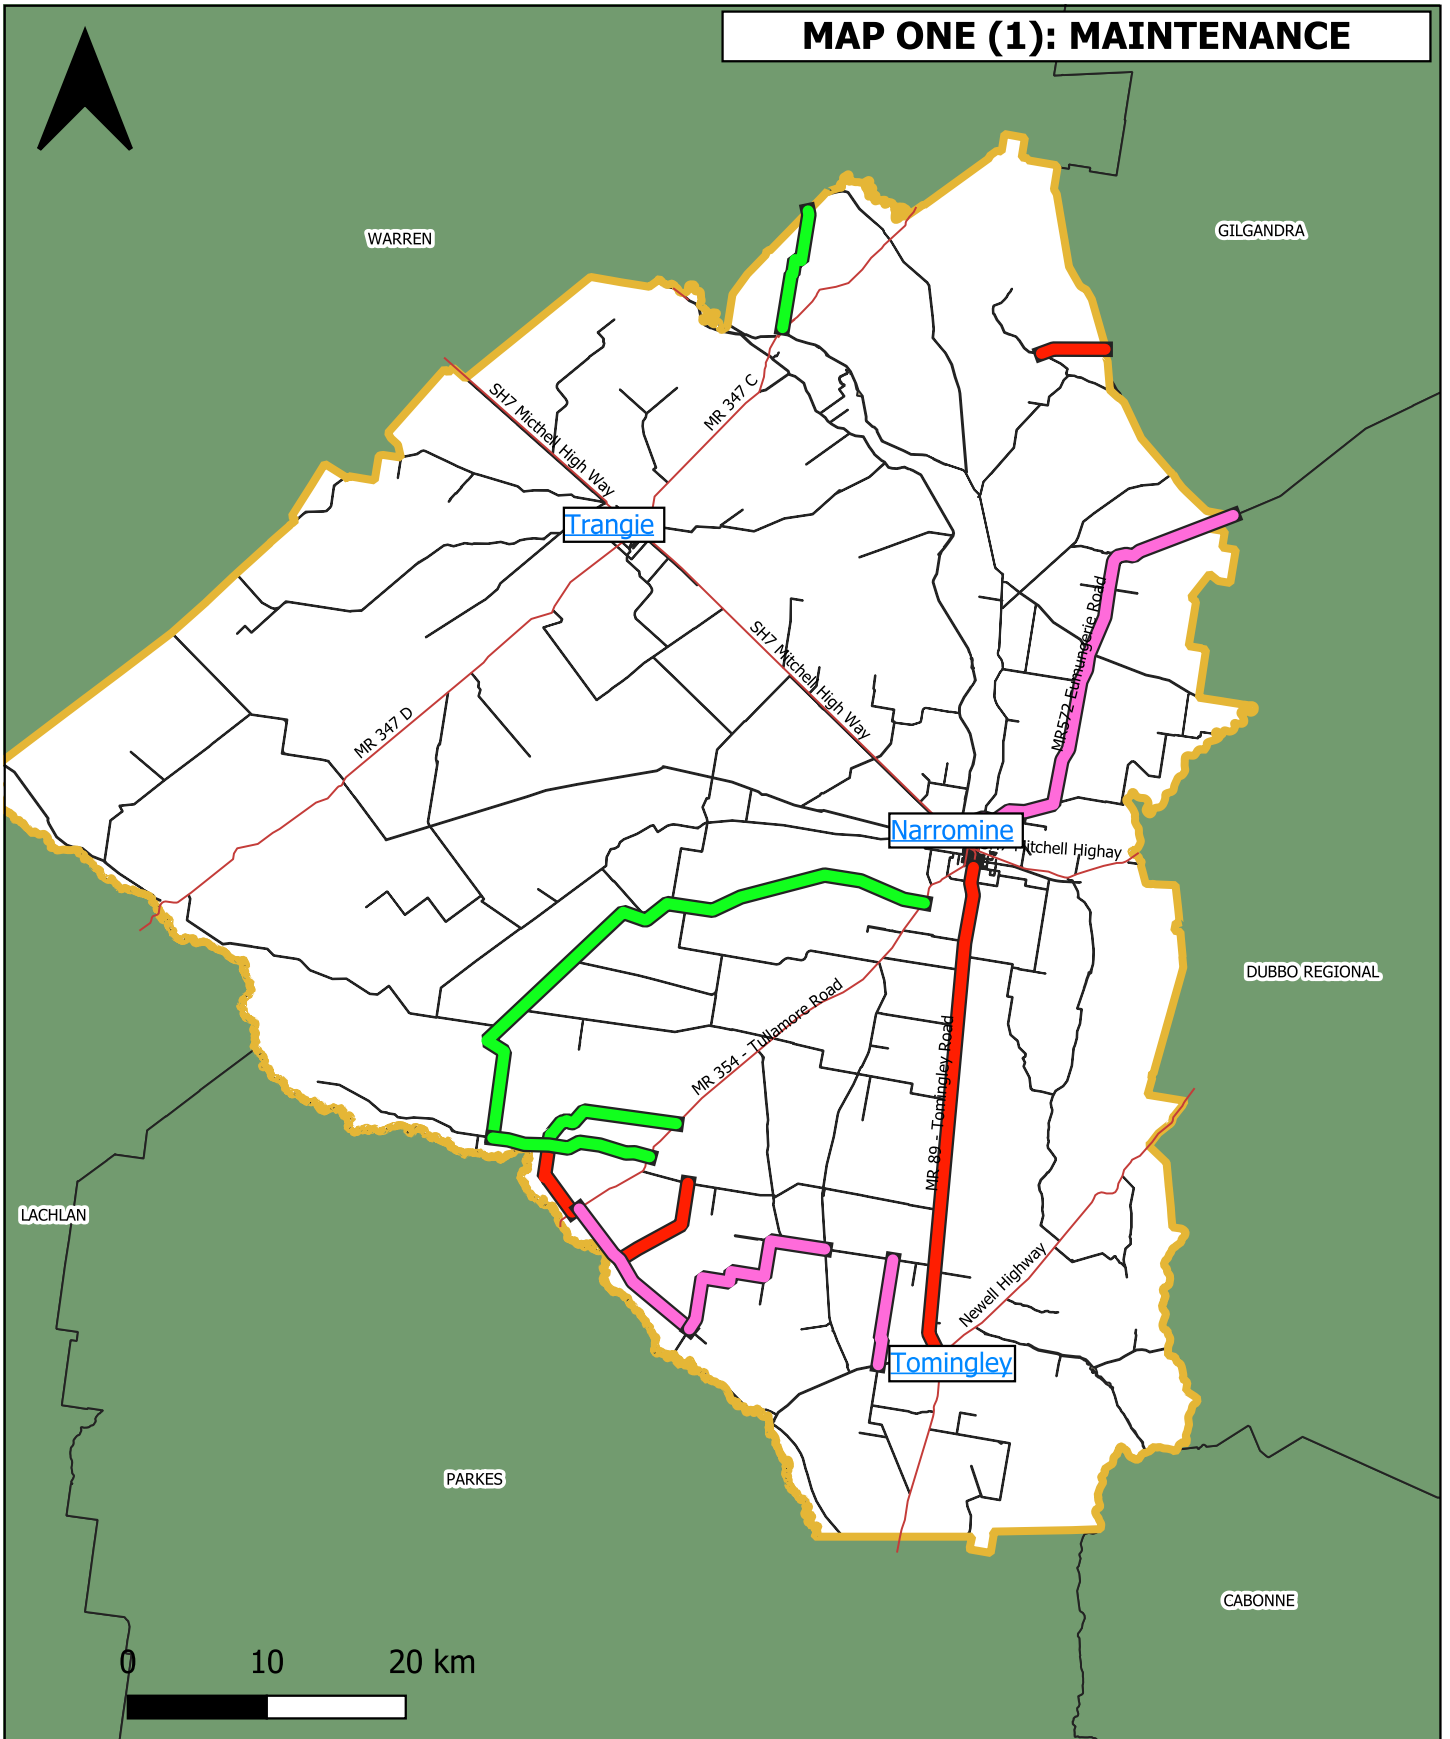 MAP ONE (1): MAINTENANCE
WARREN
GILGANDRA
SH7 Micthell High Way
MR 347 C
Trangie
MR572 Eumungerie Road
SH7 Mitchell High Way
MR 347 D
Narromine
Mitchell Highay
DUBBO REGIONAL
MR 354 - Tullamore Road
MR 89 - Tomingley Road
LACHLAN
Newell Highway
Tomingley
PARKES
CABONNE
0 10 20 km